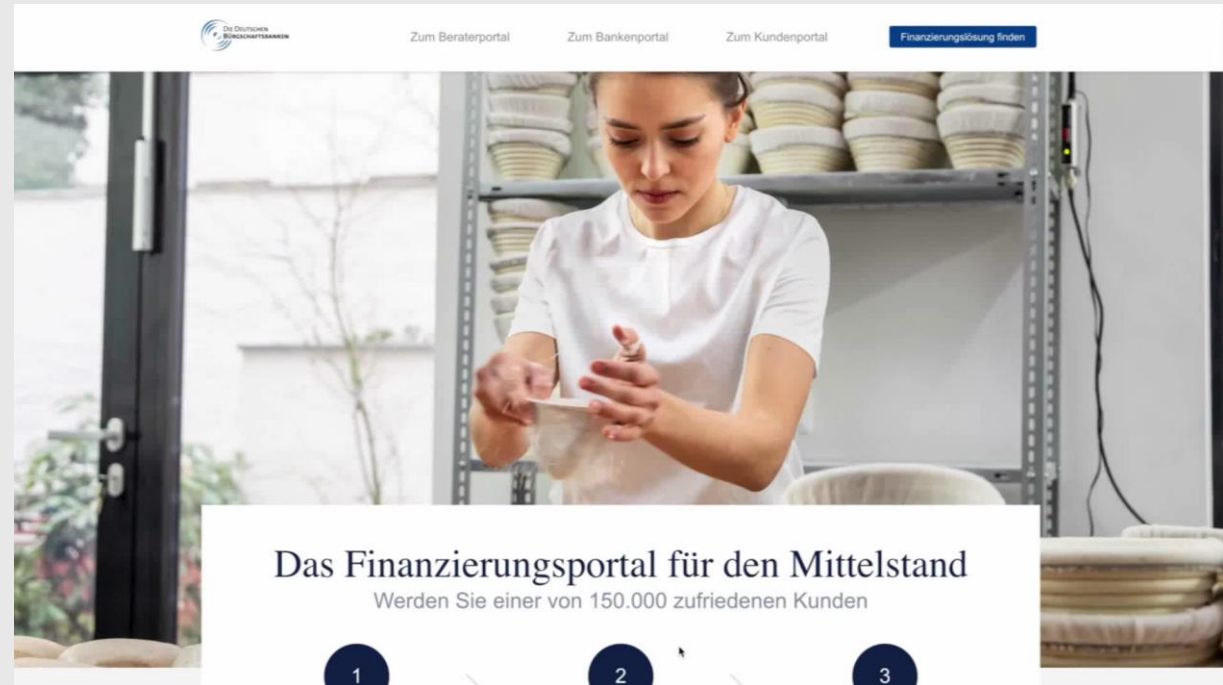 Die Deutschen
Bürgschaftsbanken
Zum Beraterportal
Zum Bankenportal
Zum Kundenportal
Finanzierungslösung finden
Das Finanzierungsportal für den Mittelstand
Werden Sie einer von 150.000 zufriedenen Kunden
1
2
3